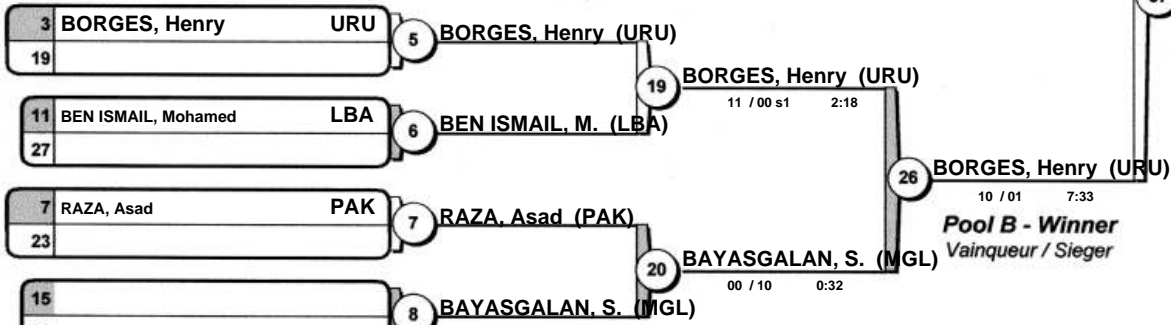 3 BORGES, Henry URU
19
5
BORGES, Henry (URU)
19
BORGES, Henry (URU)
11 / 00 s1 2:18
11 BEN ISMAIL, Mohamed LBA
27
6
BEN ISMAIL, M. (LBA)
26
BORGES, Henry (URU)
10 / 01 7:33
Pool B - Winner
Vainqueur / Sieger
7 RAZA, Asad PAK
23
7
RAZA, Asad (PAK)
20
BAYASGALAN, S. (MGL)
00 / 10 0:32
15
8
BAYASGALAN, S. (MGL)